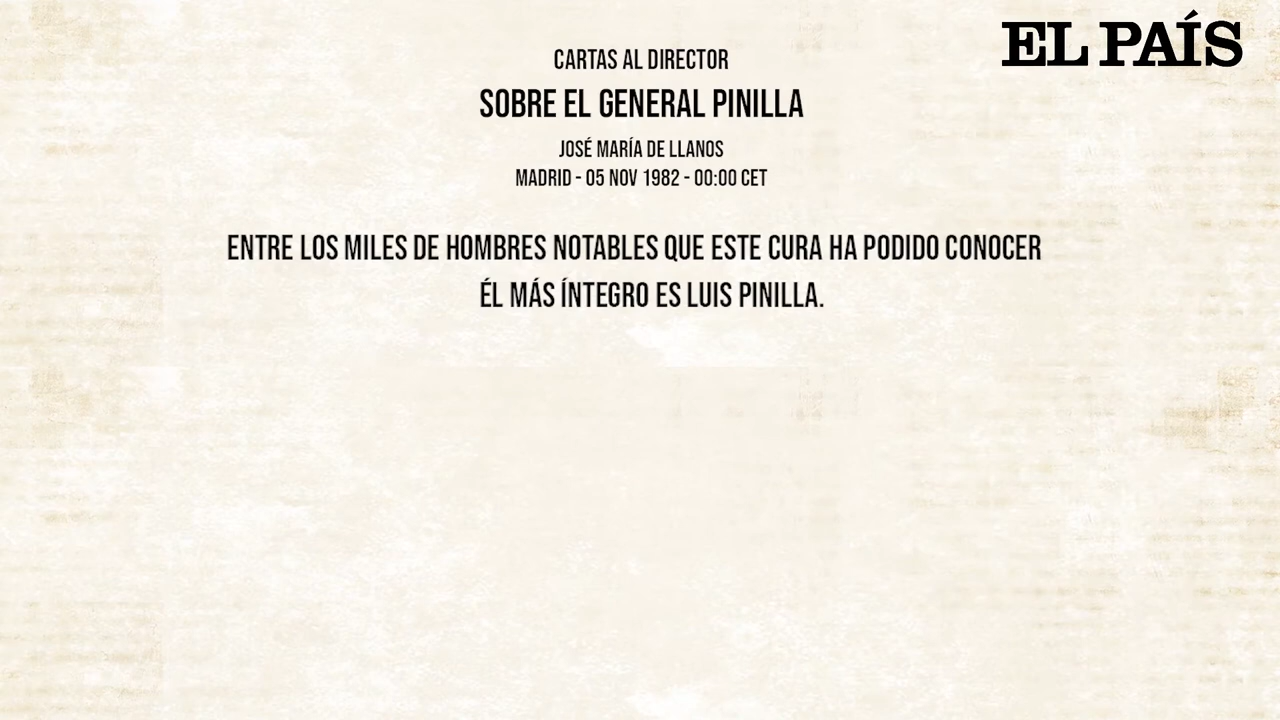 EL PAÍS
CARTAS AL DIRECTOR
SOBRE EL GENERAL PINILLA
JOSÉ MARÍA DE LLANOS
MADRID - 05 NOV 1982 - 00:00 CET
ENTRE LOS MILES DE HOMBRES NOTABLES QUE ESTE CURA HA PODIDO CONOCER
ÉL MÁS ÍNTEGRO ES LUIS PINILLA.